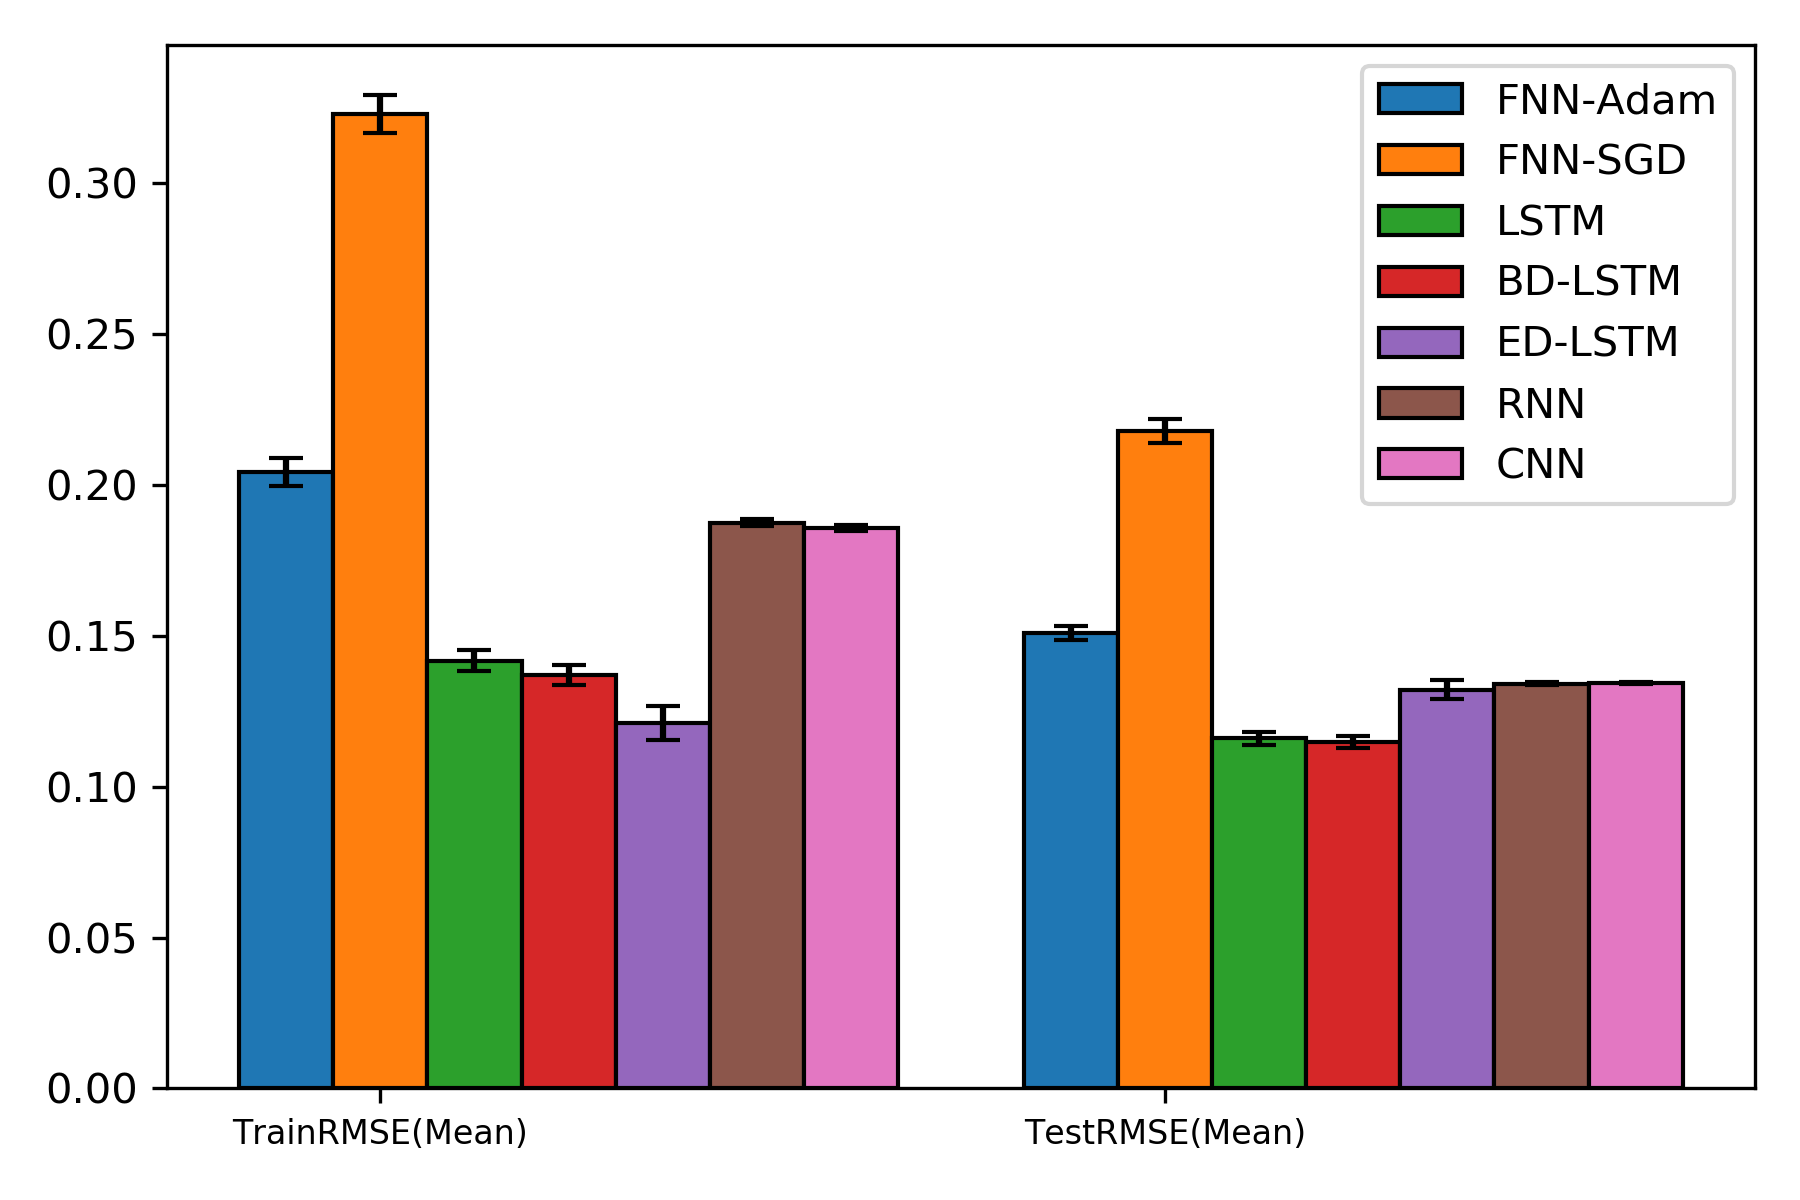 0.30
0.25
0.20
0.15
0.10
0.05
0.00
TrainRMSE(Mean)
TestRMSE(Mean)
FNN-Adam
FNN-SGD
LSTM
BD-LSTM
ED-LSTM
RNN
CNN